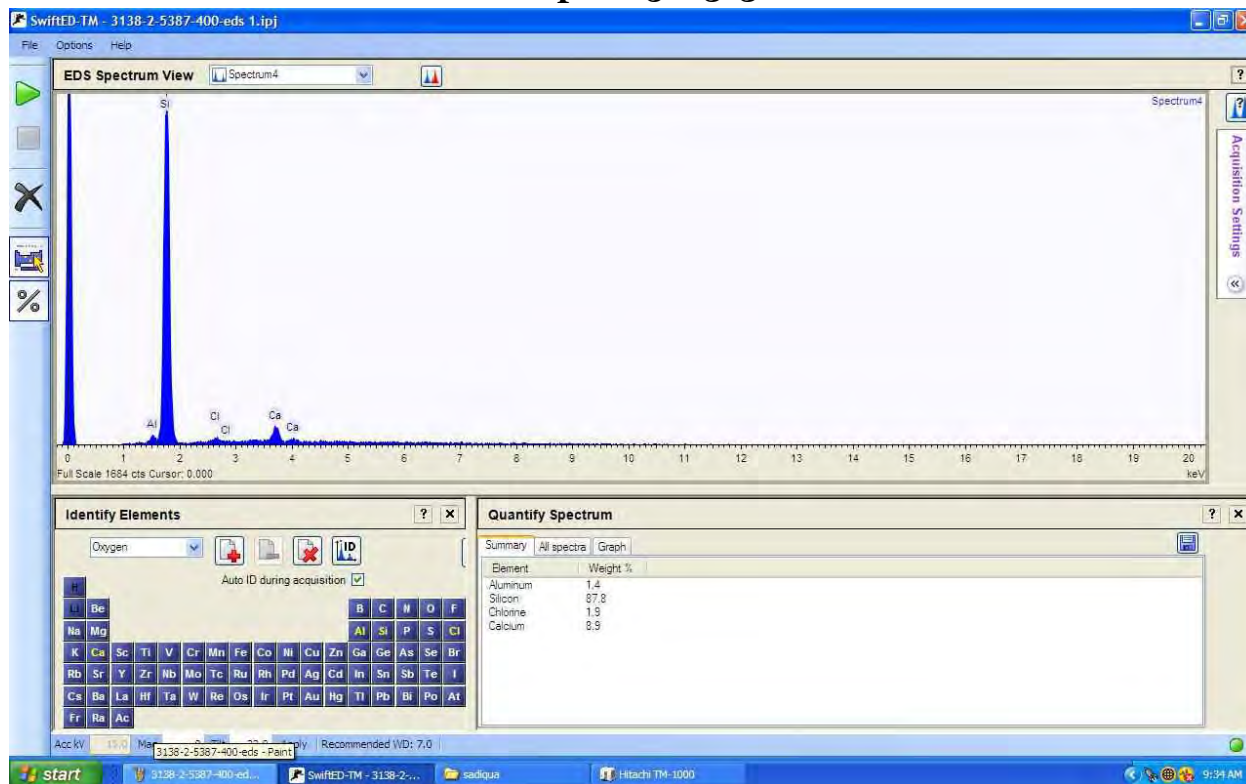 SwiftED-TM - 3138-2-5387-400-eds 1.ipj
File Options Help
EDS Spectrum View Spectrum4 ?
Spectrum4
Si
Al Cl Cl Ca Ca
0 1 2 3 4 5 6 7 8 9 10 11 12 13 14 15 16 17 18 19 20
Full Scale 1684 cts Cursor: 0.000 keV
Acquisition Settings
%
Identify Elements ? X
Oxygen ID
Auto ID during acquisition
H
Li Be B C N O F
Na Mg Al Si P S Cl
K Ca Sc Ti V Cr Mn Fe Co Ni Cu Zn Ga Ge As Se Br
Rb Sr Y Zr Nb Mo Tc Ru Rh Pd Ag Cd In Sn Sb Te I
Cs Ba La Hf Ta W Re Os Ir Pt Au Hg Tl Pb Bi Po At
Fr Ra Ac
Quantify Spectrum ? X
Summary All spectra Graph
Element Weight %
Aluminum 1.4
Silicon 87.8
Chlorine 1.9
Calcium 8.9
Acc kV 15.0 Recommended WD: 7.0
3138-2-5387-400-eds - Paint
start 3138-2-5387-400-ed... SwiftED-TM - 3138-2-... sadiqua Hitachi TM-1000 9:34 AM